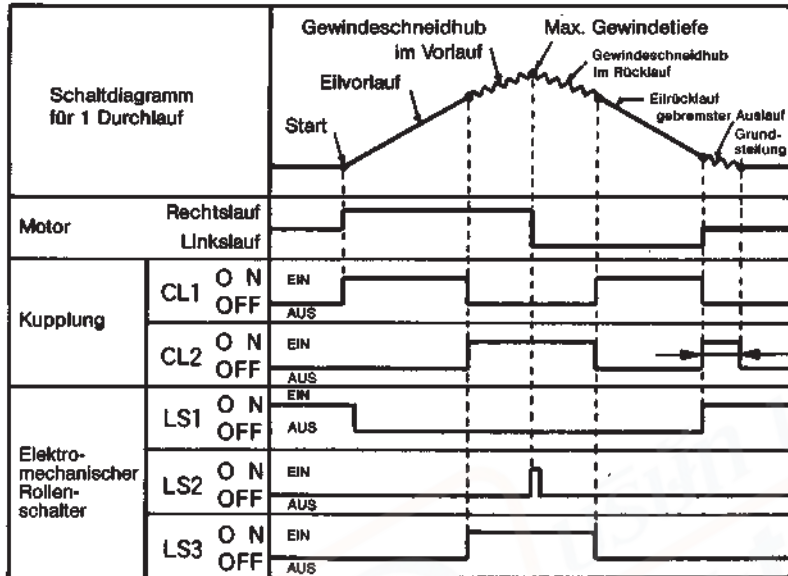 Schaltdiagramm
für 1 Durchlauf
Gewindeschneidhub
im Vorlauf
Max. Gewindetiefe
Gewindeschneidhub
im Rücklauf
Eilvorlauf
Eilrücklauf
gebremster Auslauf
Grund-
stellung
Start
Motor
Rechtslauf
Linkslauf
Kupplung
CL1 O N EIN
OFF AUS
CL2 O N EIN
OFF AUS
Elektro-
mechanischer
Rollen-
schalter
LS1 O N EIN
OFF AUS
LS2 O N EIN
OFF AUS
LS3 O N EIN
OFF AUS